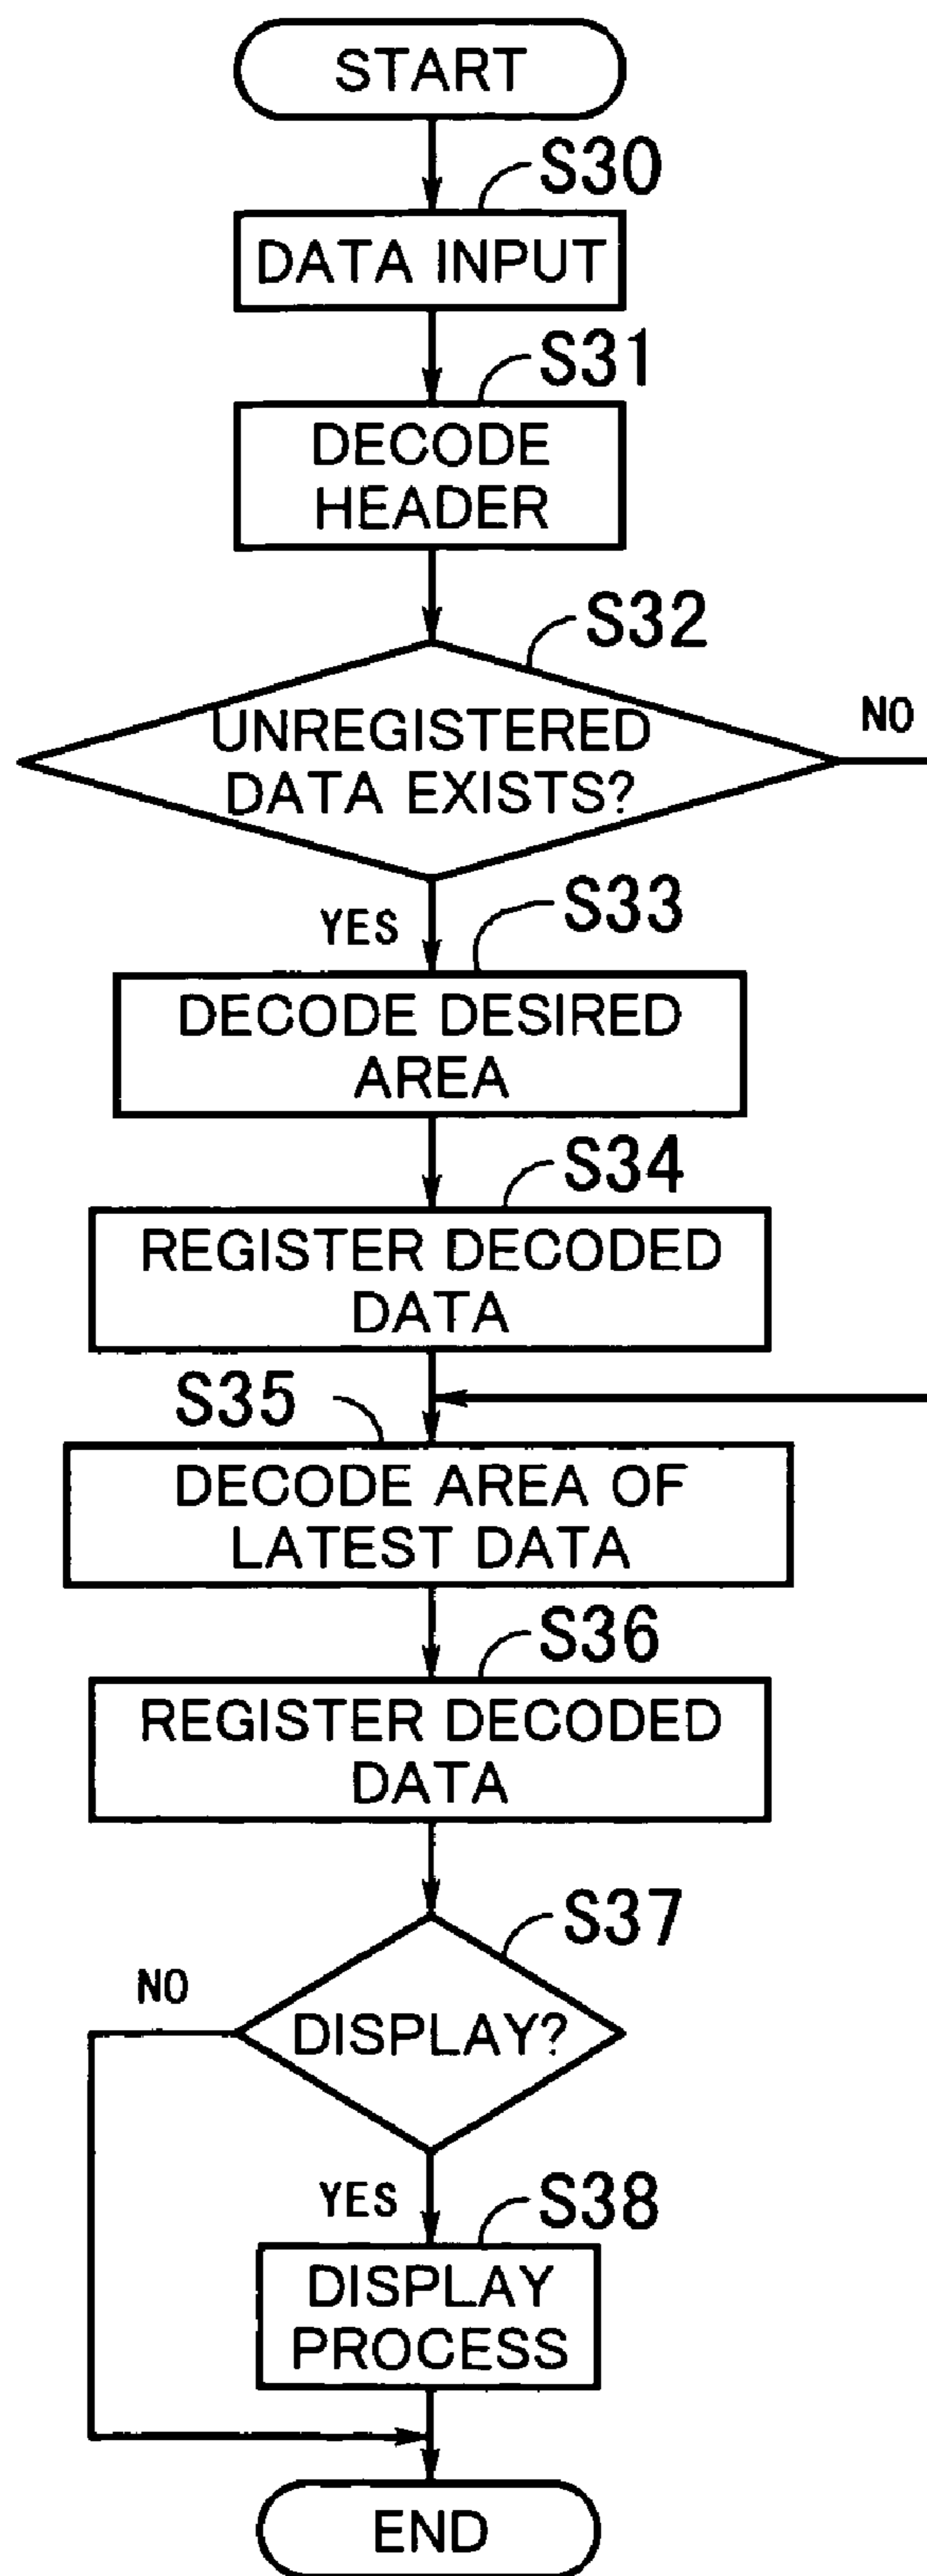 START
S30
DATA INPUT
S31
DECODE
HEADER
S32
UNREGISTERED
DATA EXISTS?
NO
YES
S33
DECODE DESIRED
AREA
S34
REGISTER DECODED
DATA
S35
DECODE AREA OF
LATEST DATA
S36
REGISTER DECODED
DATA
S37
NO
DISPLAY?
YES
S38
DISPLAY
PROCESS
END